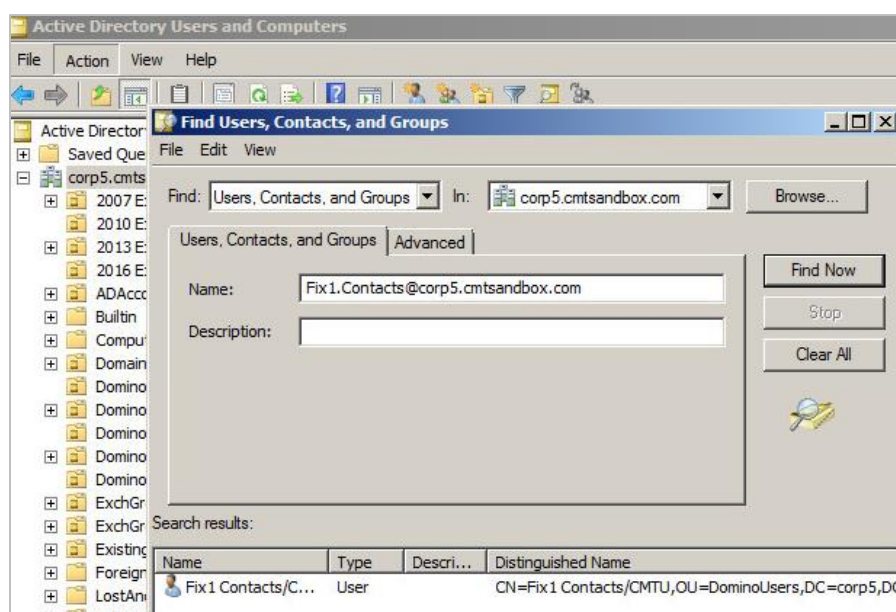 Active Directory Users and Computers
File Action View Help
Find Users, Contacts, and Groups
File Edit View
Find: Users, Contacts, and Groups In: corp5.cmtsandbox.com Browse...
Users, Contacts, and Groups Advanced
Name: Fix1.Contacts@corp5.cmtsandbox.com
Description:
Find Now
Stop
Clear All
Search results:
Name Type Descri... Distinguished Name
Fix1 Contacts/C... User CN=Fix1 Contacts/CMTU,OU=DominoUsers,DC=corp5,DC
Active Director
Saved Que
corp5.cmts
2007 E
2010 E
2013 E
2016 E
ADAcco
Builtin
Comput
Domain
Domino
Domino
Domino
Domino
Domino
ExchGr
ExchGr
Existing
Foreign
LostAn